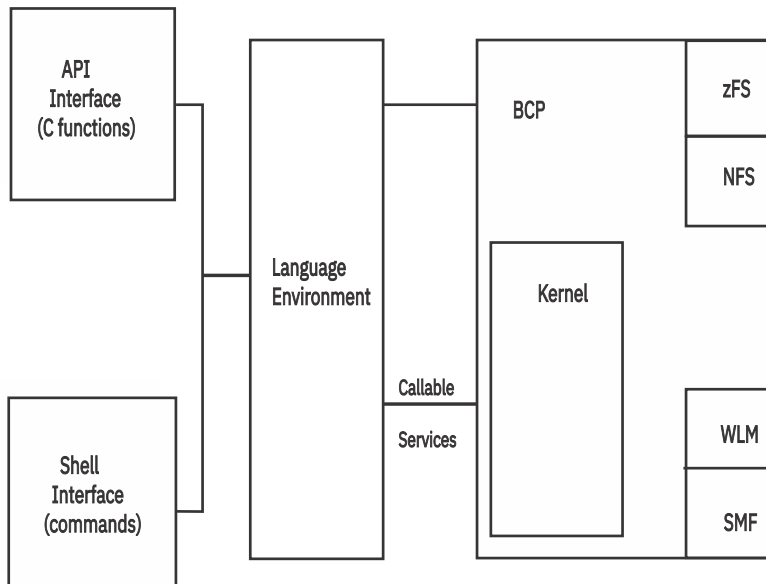 API
Interface
(C functions)
Shell
Interface
(commands)
Language
Environment
Callable
Services
BCP
Kernel
zFS
NFS
WLM
SMF